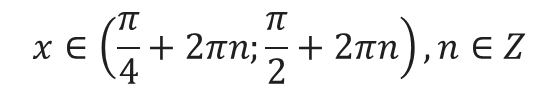 x ∈ (π/4 + 2πn; π/2 + 2πn), n ∈ Z